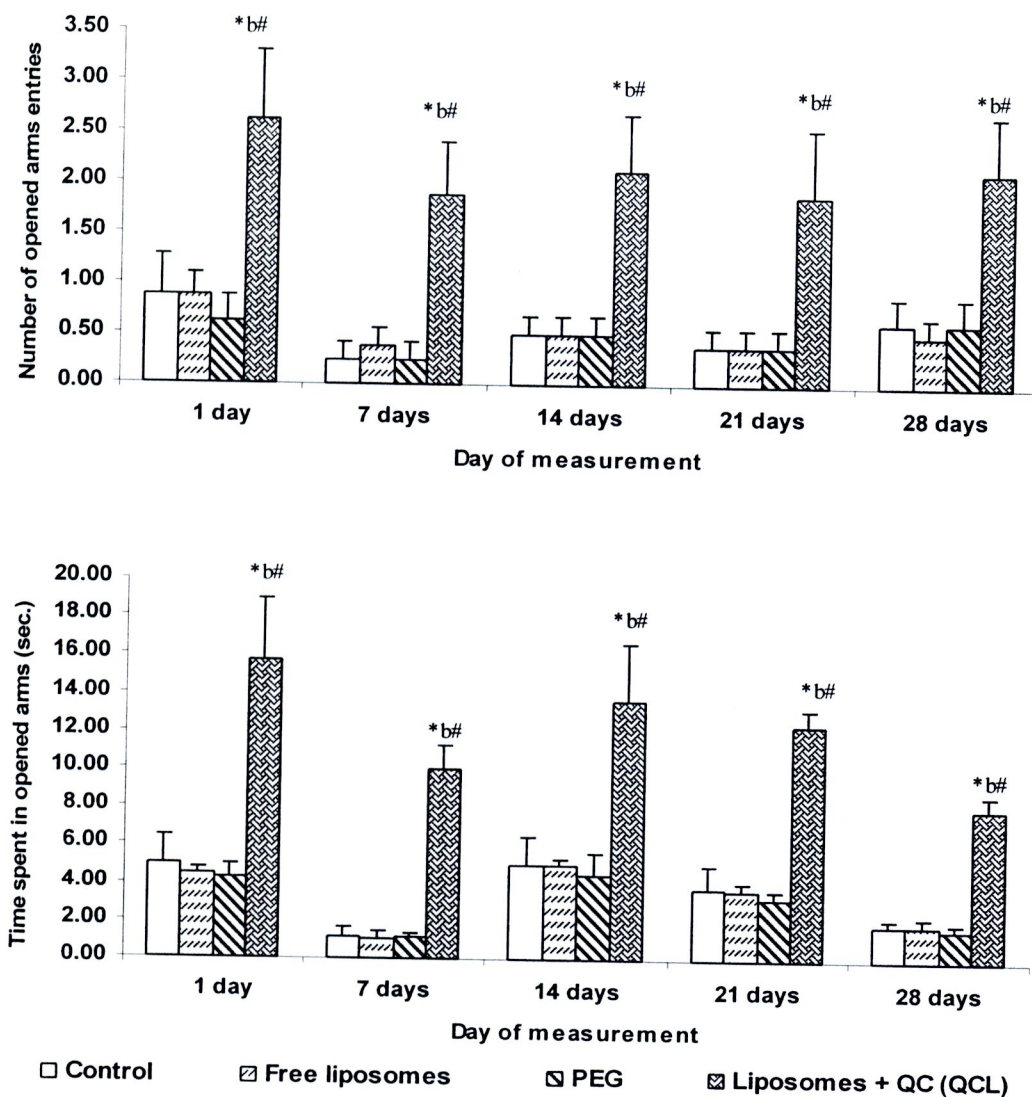 Number of opened arms entries
3.50
3.00
2.50
2.00
1.50
1.00
0.50
0.00
*b#
*b#
*b#
*b#
*b#
1 day
7 days
14 days
21 days
28 days
Day of measurement
Time spent in opened arms (sec.)
20.00
18.00
16.00
14.00
12.00
10.00
8.00
6.00
4.00
2.00
0.00
*b#
*b#
*b#
*b#
*b#
1 day
7 days
14 days
21 days
28 days
Day of measurement
Control
Free liposomes
PEG
Liposomes + QC (QCL)